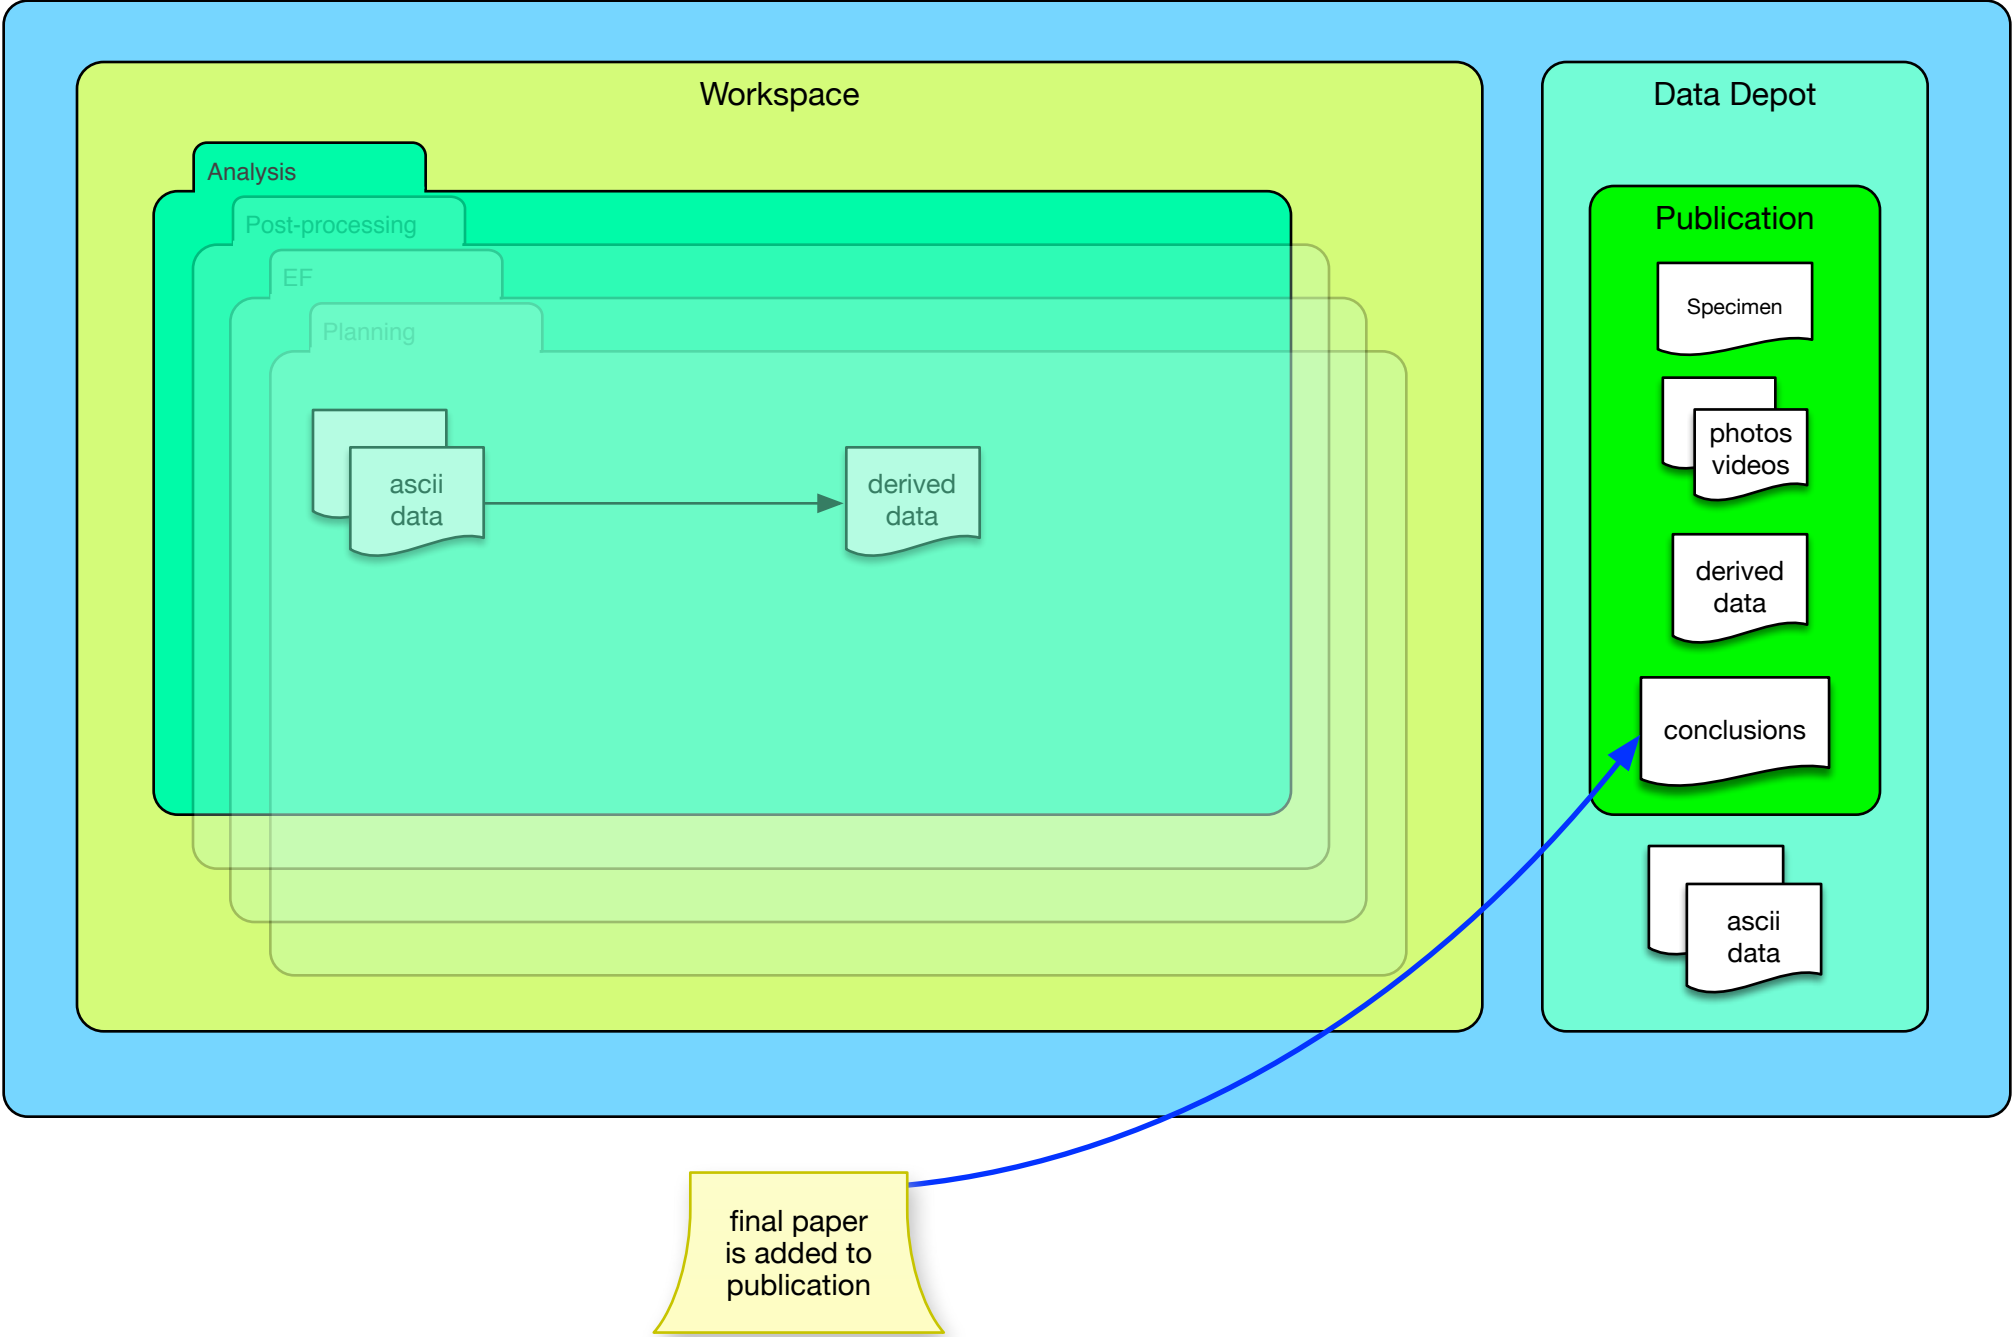 Workspace
Analysis
Post-processing
EF
Planning
ascii
data
derived
data
Data Depot
Publication
Specimen
photos
videos
derived
data
conclusions
ascii
data
final paper
is added to
publication